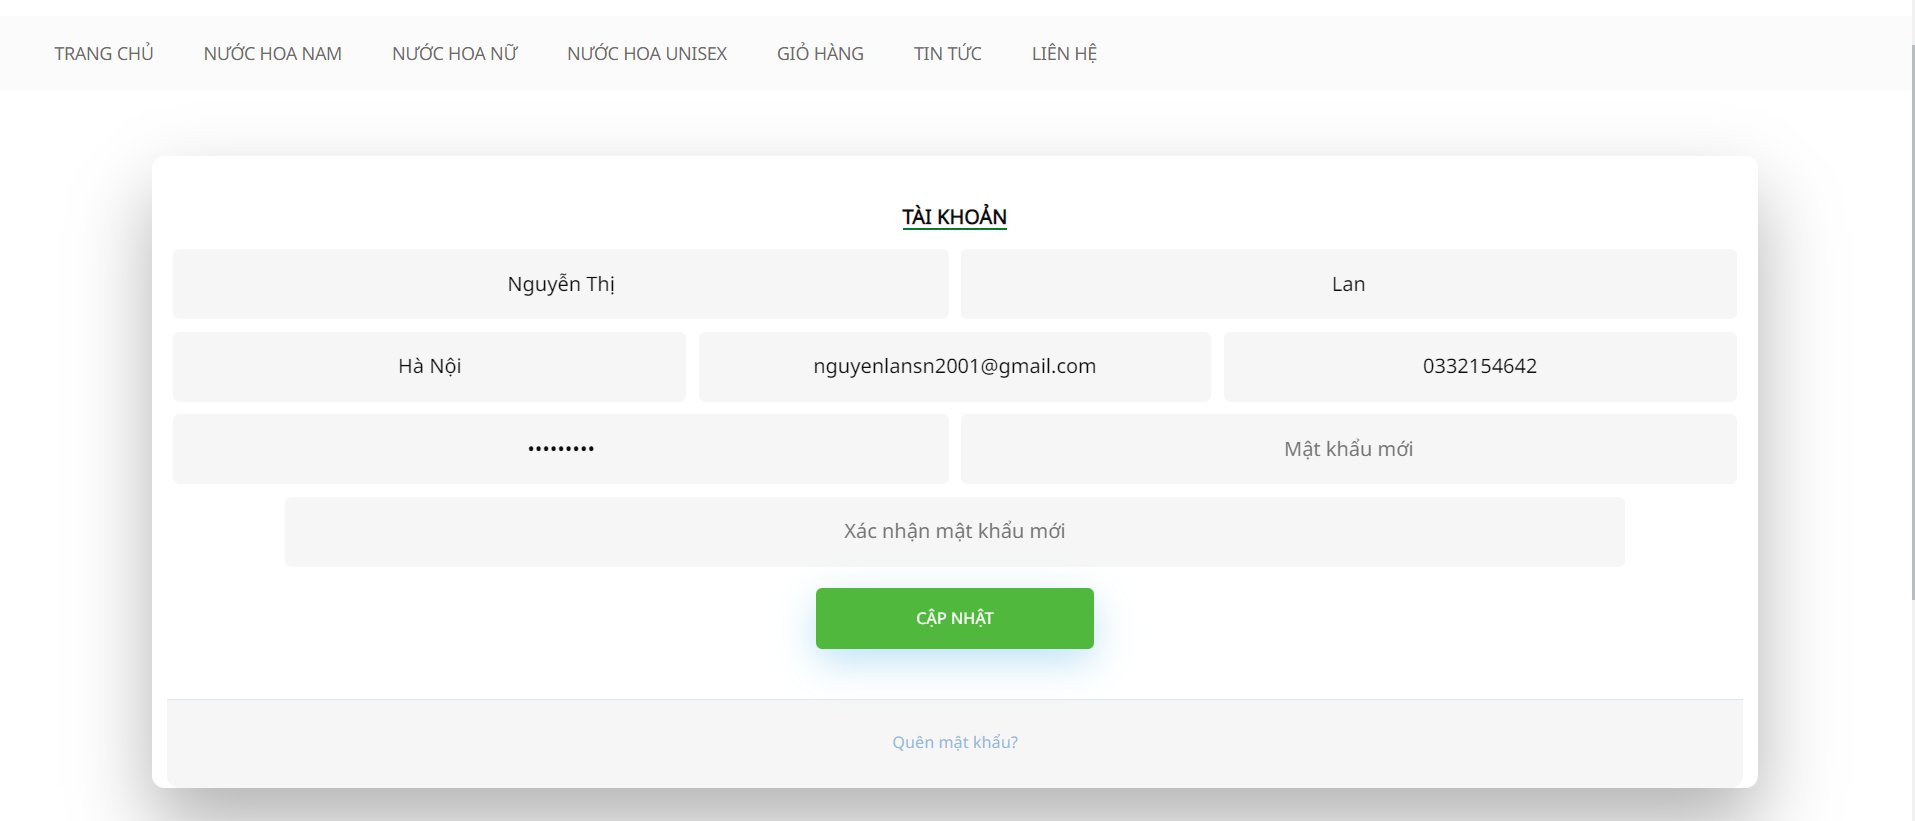 TRANG CHỦ NƯỚC HOA NAM NƯỚC HOA NỮ NƯỚC HOA UNISEX GIỎ HÀNG TIN TỨC LIÊN HỆ
TÀI KHOẢN
Nguyễn Thị Lan
Hà Nội nguyenlansn2001@gmail.com 0332154642
••••••••• Mật khẩu mới
Xác nhận mật khẩu mới
CẬP NHẬT
Quên mật khẩu?